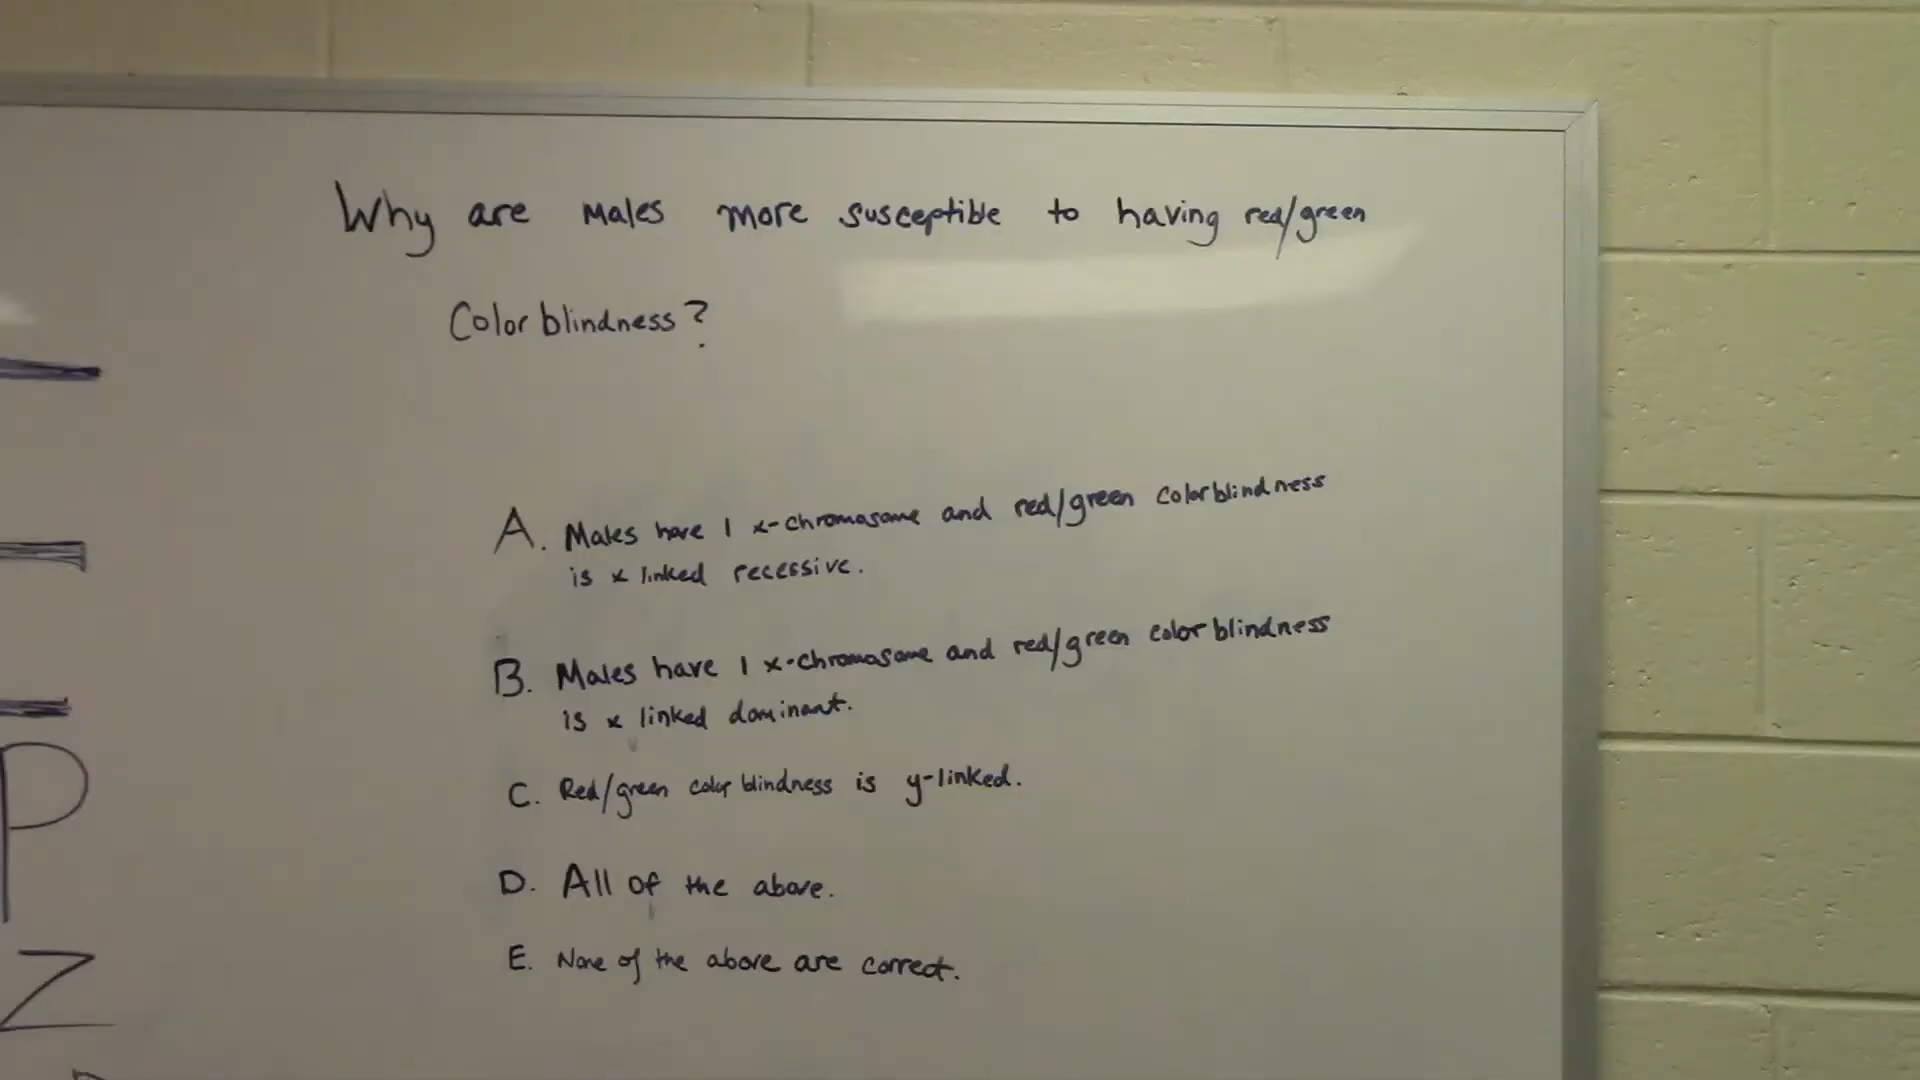 Why are Males more susceptible to having red/green
Color blindness?
A. Males have 1 x-chromosome and red/green colorblindness
is x linked recessive.
B. Males have 1 x-chromosome and red/green color blindness
is x linked dominant.
C. Red/green color blindness is y-linked.
D. All of the above.
E. None of the above are correct.
P
Z